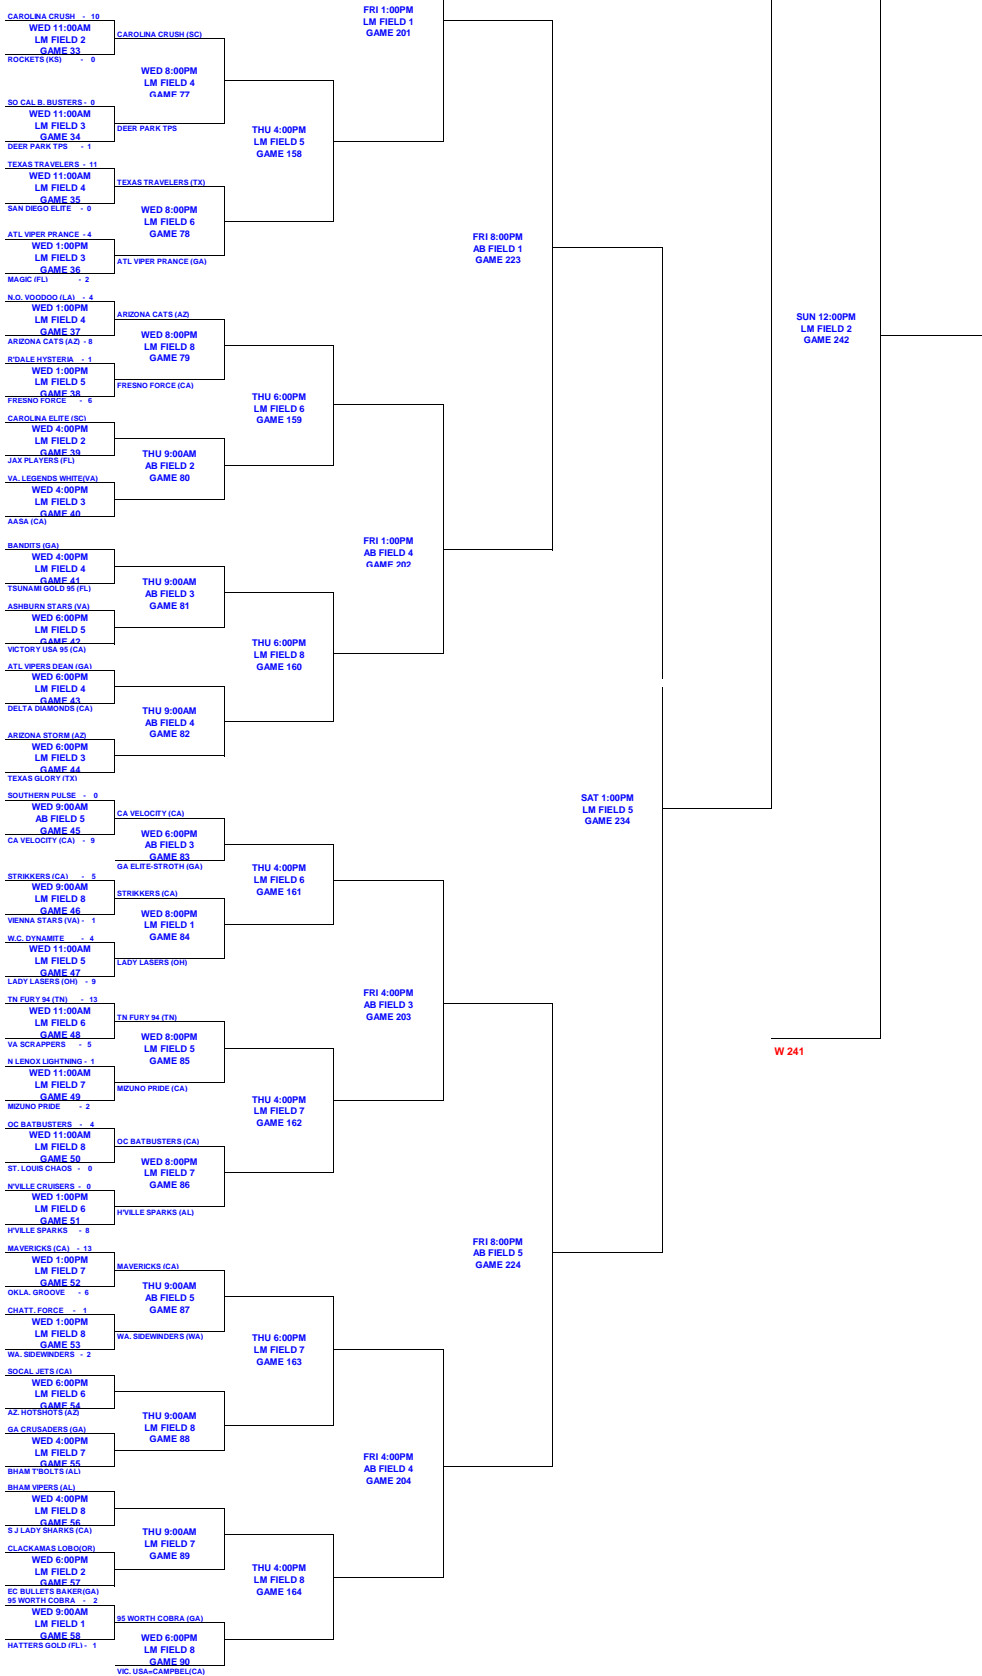 CAROLINA CRUSH - 10
WED 11:00AM
LM FIELD 2
GAME 33
ROCKETS (KS) - 0
CAROLINA CRUSH (SC)
WED 8:00PM
LM FIELD 4
GAME 77
SO CAL B. BUSTERS - 0
WED 11:00AM
LM FIELD 3
GAME 34
DEER PARK TPS - 1
DEER PARK TPS
TEXAS TRAVELERS - 11
WED 11:00AM
LM FIELD 4
GAME 35
SAN DIEGO ELITE - 0
TEXAS TRAVELERS (TX)
WED 8:00PM
LM FIELD 6
GAME 78
ATL VIPER PRANCE - 4
WED 1:00PM
LM FIELD 3
GAME 36
MAGIC (FL) - 2
ATL VIPER PRANCE (GA)
N.O. VOODOO (LA) - 4
WED 1:00PM
LM FIELD 4
GAME 37
ARIZONA CATS (AZ) - 8
ARIZONA CATS (AZ)
WED 8:00PM
LM FIELD 8
GAME 79
R'DALE HYSTERIA - 1
WED 1:00PM
LM FIELD 5
GAME 38
FRESNO FORCE - 6
FRESNO FORCE (CA)
CAROLINA ELITE (SC)
WED 4:00PM
LM FIELD 2
GAME 39
JAX PLAYERS (FL)
THU 9:00AM
AB FIELD 2
GAME 80
VA. LEGENDS WHITE(VA)
WED 4:00PM
LM FIELD 3
GAME 40
AASA (CA)
BANDITS (GA)
WED 4:00PM
LM FIELD 4
GAME 41
TSUNAMI GOLD 95 (FL)
THU 9:00AM
AB FIELD 3
GAME 81
ASHBURN STARS (VA)
WED 6:00PM
LM FIELD 5
GAME 42
VICTORY USA 95 (CA)
ATL VIPERS DEAN (GA)
WED 6:00PM
LM FIELD 4
GAME 43
DELTA DIAMONDS (CA)
THU 9:00AM
AB FIELD 4
GAME 82
ARIZONA STORM (AZ)
WED 6:00PM
LM FIELD 3
GAME 44
TEXAS GLORY (TX)
SOUTHERN PULSE - 0
WED 9:00AM
AB FIELD 5
GAME 45
CA VELOCITY (CA) - 9
CA VELOCITY (CA)
WED 6:00PM
AB FIELD 3
GAME 83
GA ELITE-STROTH (GA)
STRIKKERS (CA) - 5
WED 9:00AM
LM FIELD 8
GAME 46
VIENNA STARS (VA) - 1
STRIKKERS (CA)
WED 8:00PM
LM FIELD 1
GAME 84
W.C. DYNAMITE - 4
WED 11:00AM
LM FIELD 5
GAME 47
LADY LASERS (OH) - 9
LADY LASERS (OH)
TN FURY 94 (TN) - 13
WED 11:00AM
LM FIELD 6
GAME 48
VA SCRAPPERS - 5
TN FURY 94 (TN)
WED 8:00PM
LM FIELD 5
GAME 85
N LENOX LIGHTNING - 1
WED 11:00AM
LM FIELD 7
GAME 49
MIZUNO PRIDE - 2
MIZUNO PRIDE (CA)
OC BATBUSTERS - 4
WED 11:00AM
LM FIELD 8
GAME 50
ST. LOUIS CHAOS - 0
OC BATBUSTERS (CA)
WED 8:00PM
LM FIELD 7
GAME 86
N'VILLE CRUISERS - 0
WED 1:00PM
LM FIELD 6
GAME 51
H'VILLE SPARKS - 8
H'VILLE SPARKS (AL)
MAVERICKS (CA) - 13
WED 1:00PM
LM FIELD 7
GAME 52
OKLA. GROOVE - 6
MAVERICKS (CA)
THU 9:00AM
AB FIELD 5
GAME 87
CHATT. FORCE - 1
WED 1:00PM
LM FIELD 8
GAME 53
WA. SIDEWINDERS - 2
WA. SIDEWINDERS (WA)
SOCAL JETS (CA)
WED 6:00PM
LM FIELD 6
GAME 54
AZ. HOTSHOTS (AZ)
THU 9:00AM
LM FIELD 8
GAME 88
GA CRUSADERS (GA)
WED 4:00PM
LM FIELD 7
GAME 55
BHAM T'BOLTS (AL)
BHAM VIPERS (AL)
WED 4:00PM
LM FIELD 8
GAME 56
S J LADY SHARKS (CA)
THU 9:00AM
LM FIELD 7
GAME 89
CLACKAMAS LOBO(OR)
WED 6:00PM
LM FIELD 2
GAME 57
EC BULLETS BAKER(GA)
95 WORTH COBRA - 2
WED 9:00AM
LM FIELD 1
GAME 58
HATTERS GOLD (FL) - 1
95 WORTH COBRA (GA)
WED 6:00PM
LM FIELD 8
GAME 90
VIC. USA=CAMPBEL(CA)
THU 4:00PM
LM FIELD 5
GAME 158
THU 6:00PM
LM FIELD 6
GAME 159
THU 6:00PM
LM FIELD 8
GAME 160
THU 4:00PM
LM FIELD 6
GAME 161
THU 4:00PM
LM FIELD 7
GAME 162
THU 6:00PM
LM FIELD 7
GAME 163
THU 4:00PM
LM FIELD 8
GAME 164
FRI 1:00PM
LM FIELD 1
GAME 201
FRI 1:00PM
AB FIELD 4
GAME 202
FRI 4:00PM
AB FIELD 3
GAME 203
FRI 4:00PM
AB FIELD 4
GAME 204
FRI 8:00PM
AB FIELD 1
GAME 223
FRI 8:00PM
AB FIELD 5
GAME 224
SAT 1:00PM
LM FIELD 5
GAME 234
SUN 12:00PM
LM FIELD 2
GAME 242
W 241